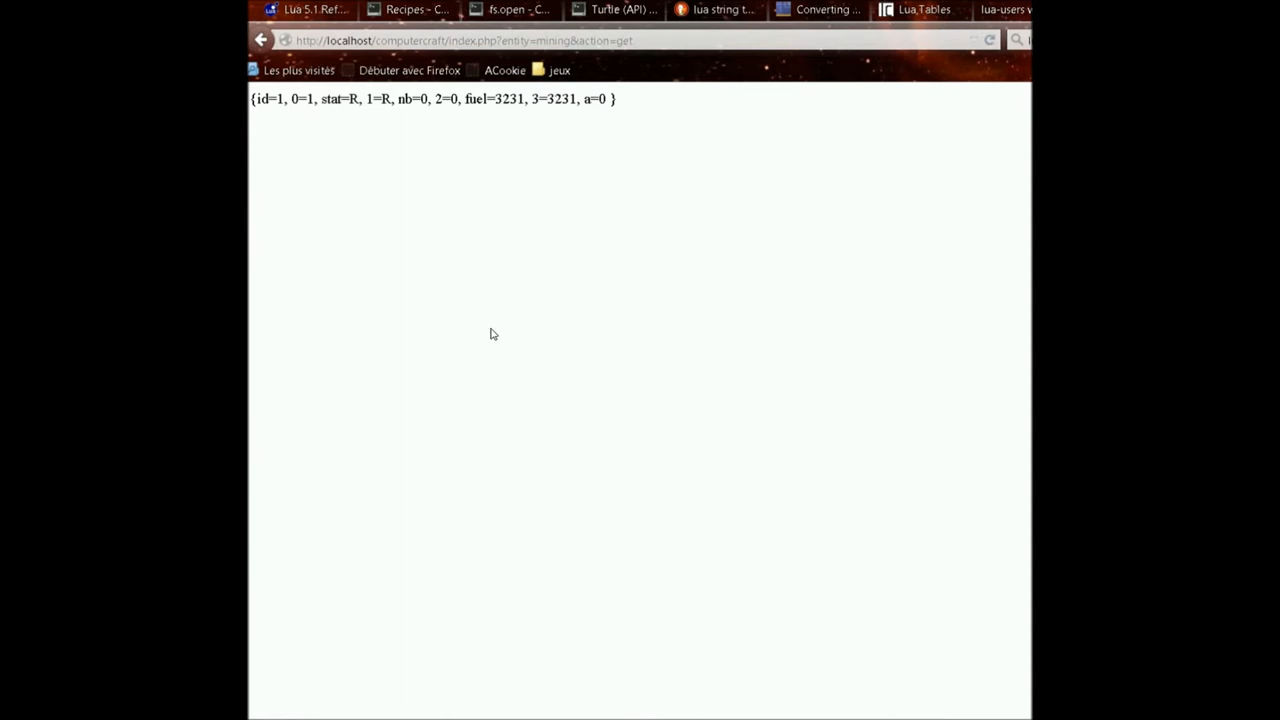 Lua 5.1 Ref... Recipes - C... fs.open - C... Turtle (API) ... lua string t... Converting ... Lua Tables lua-users
http://localhost/computercraft/index.php?entity=mining&action=get
Les plus visités Débuter avec Firefox ACookie jeux
{id=1, 0=1, stat=R, 1=R, nb=0, 2=0, fuel=3231, 3=3231, a=0 }